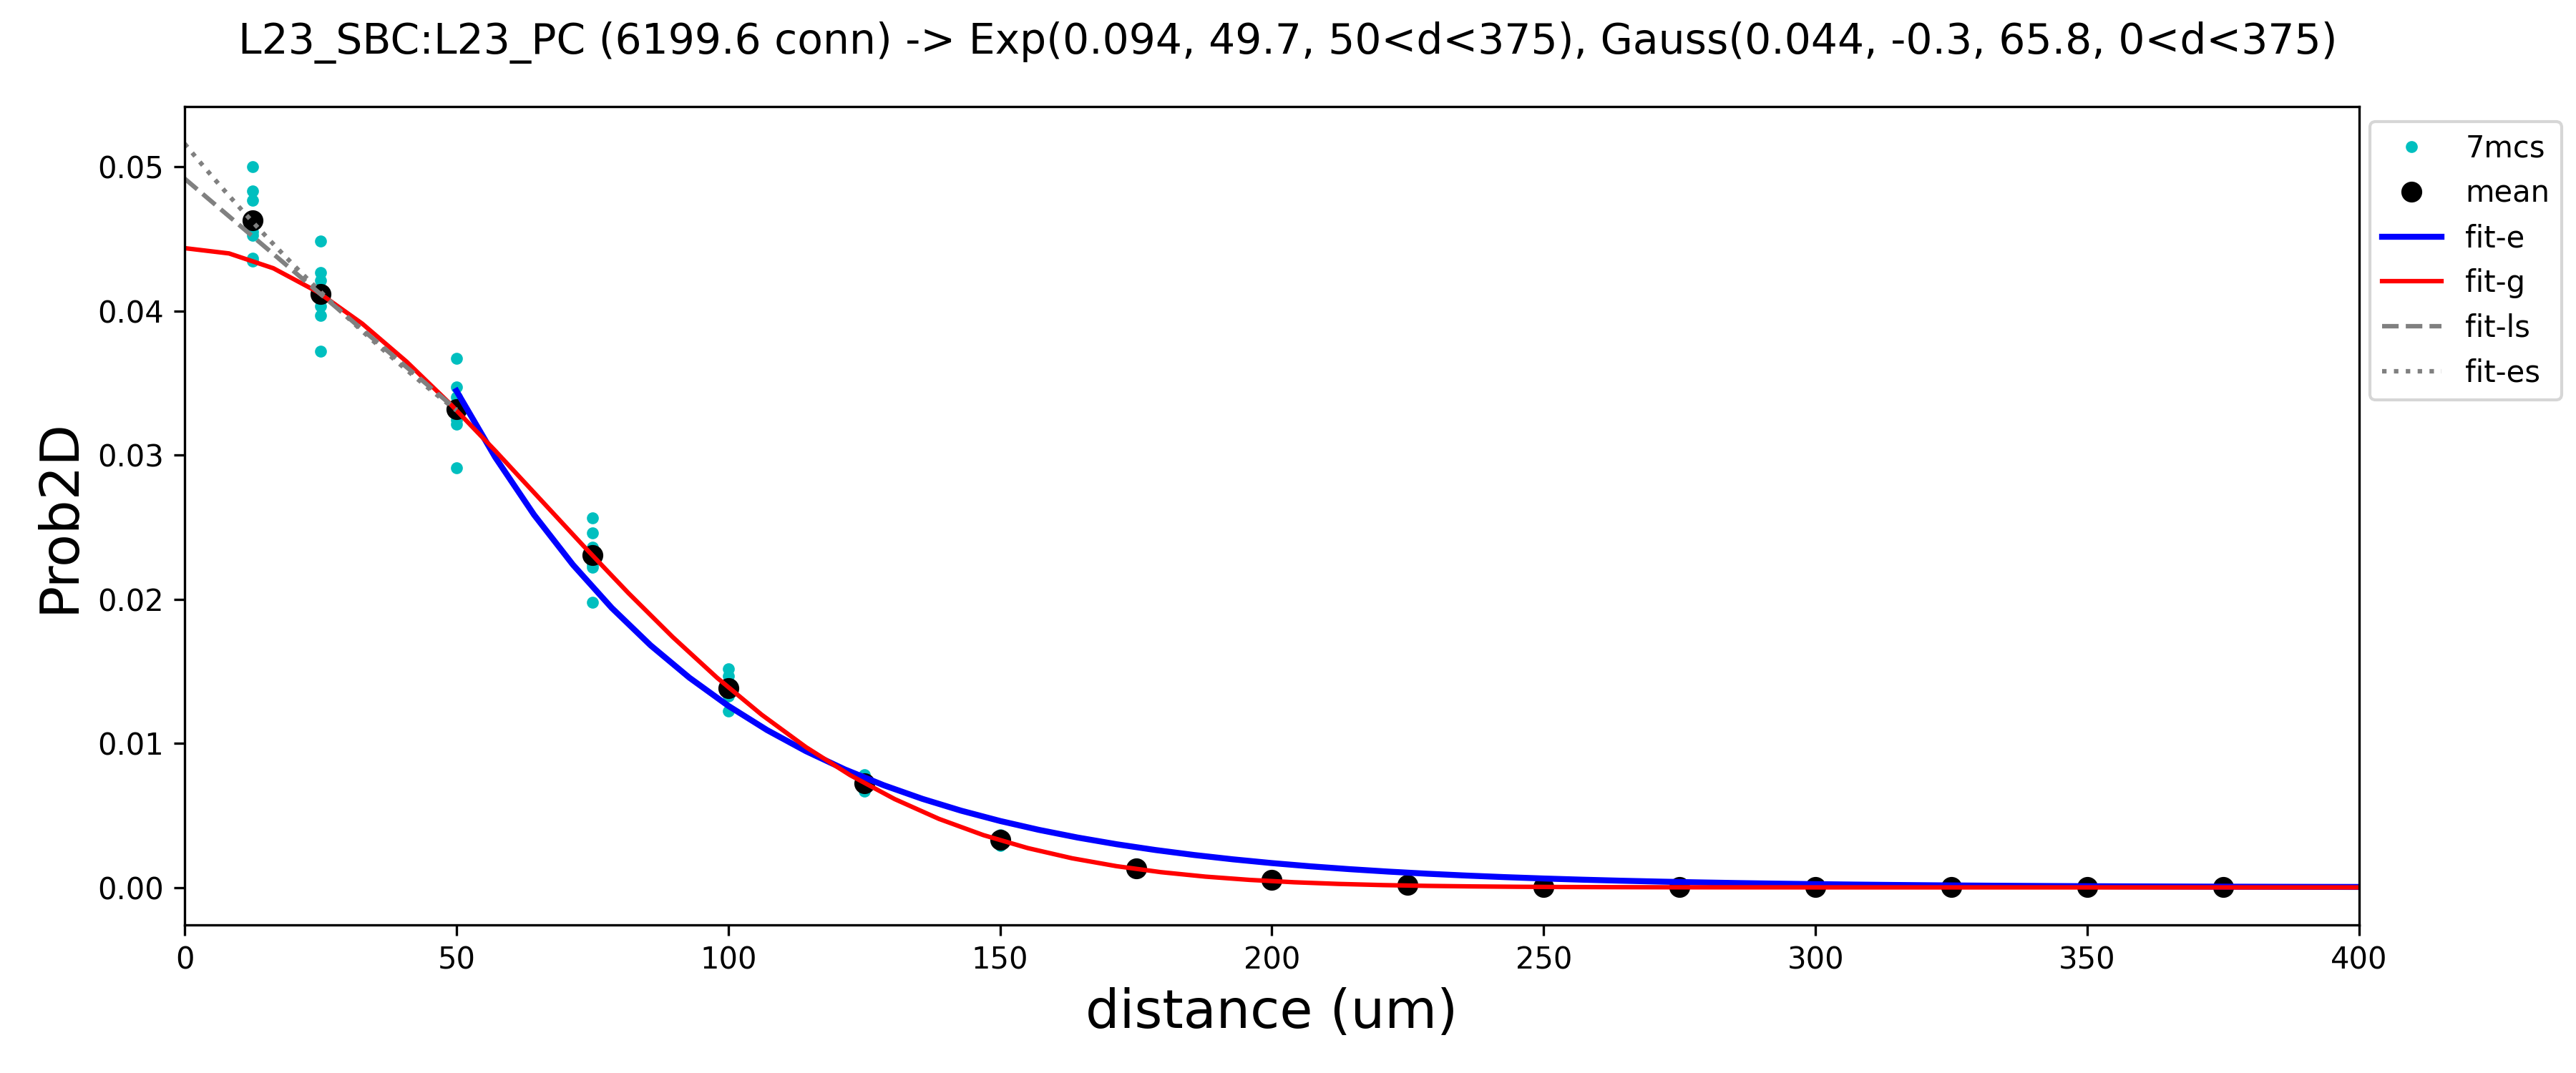 L23_SBC:L23_PC (6199.6 conn) -> Exp(0.094, 49.7, 50<d<375), Gauss(0.044, -0.3, 65.8, 0<d<375)
Prob2D
0.05
0.04
0.03
0.02
0.01
0.00
0 50 100 150 200 250 300 350 400
distance (um)
7mcs
mean
fit-e
fit-g
fit-ls
fit-es